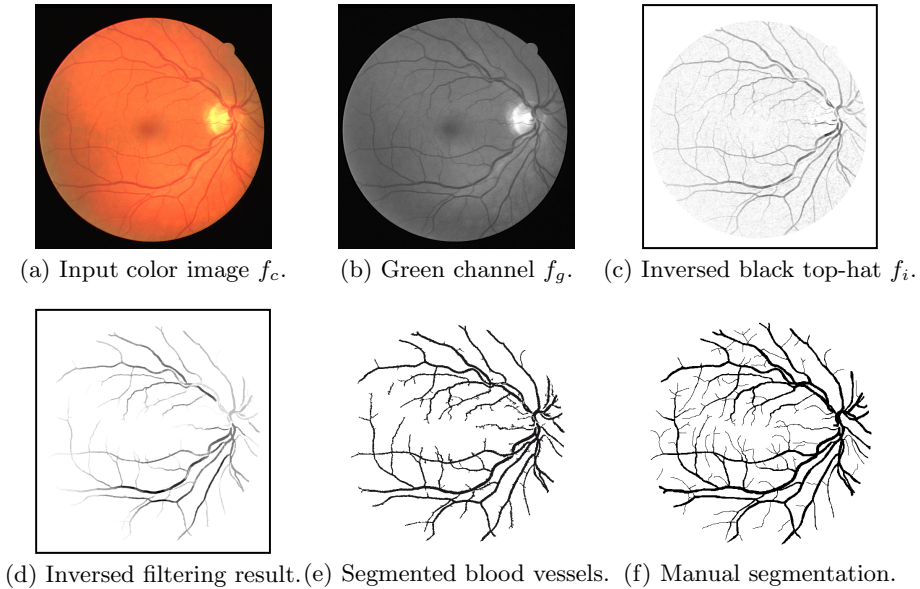 (a) Input color image f_c.
(b) Green channel f_g.
(c) Inversed black top-hat f_i.
(d) Inversed filtering result.
(e) Segmented blood vessels.
(f) Manual segmentation.